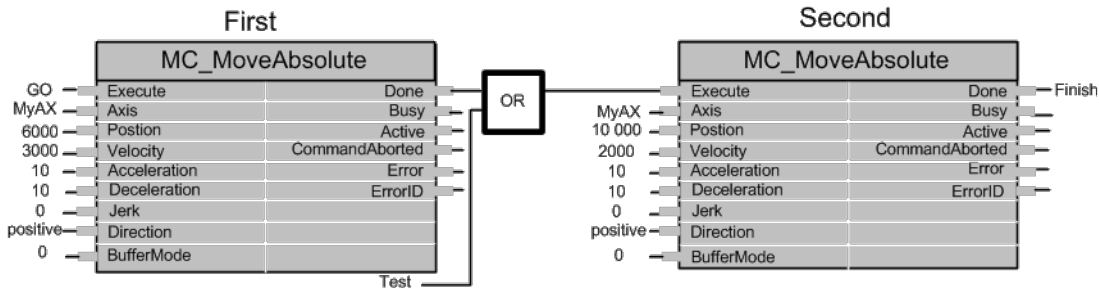 First
Second
MC_MoveAbsolute
MC_MoveAbsolute
GO Execute Done
MyAX Axis Busy
6000 Postion Active
3000 Velocity CommandAborted
10 Acceleration Error
10 Deceleration ErrorID
0 Jerk
positive Direction
0 BufferMode
Test
OR
Execute Done Finish
MyAX Axis Busy
10 000 Postion Active
2000 Velocity CommandAborted
10 Acceleration Error
10 Deceleration ErrorID
0 Jerk
positive Direction
0 BufferMode